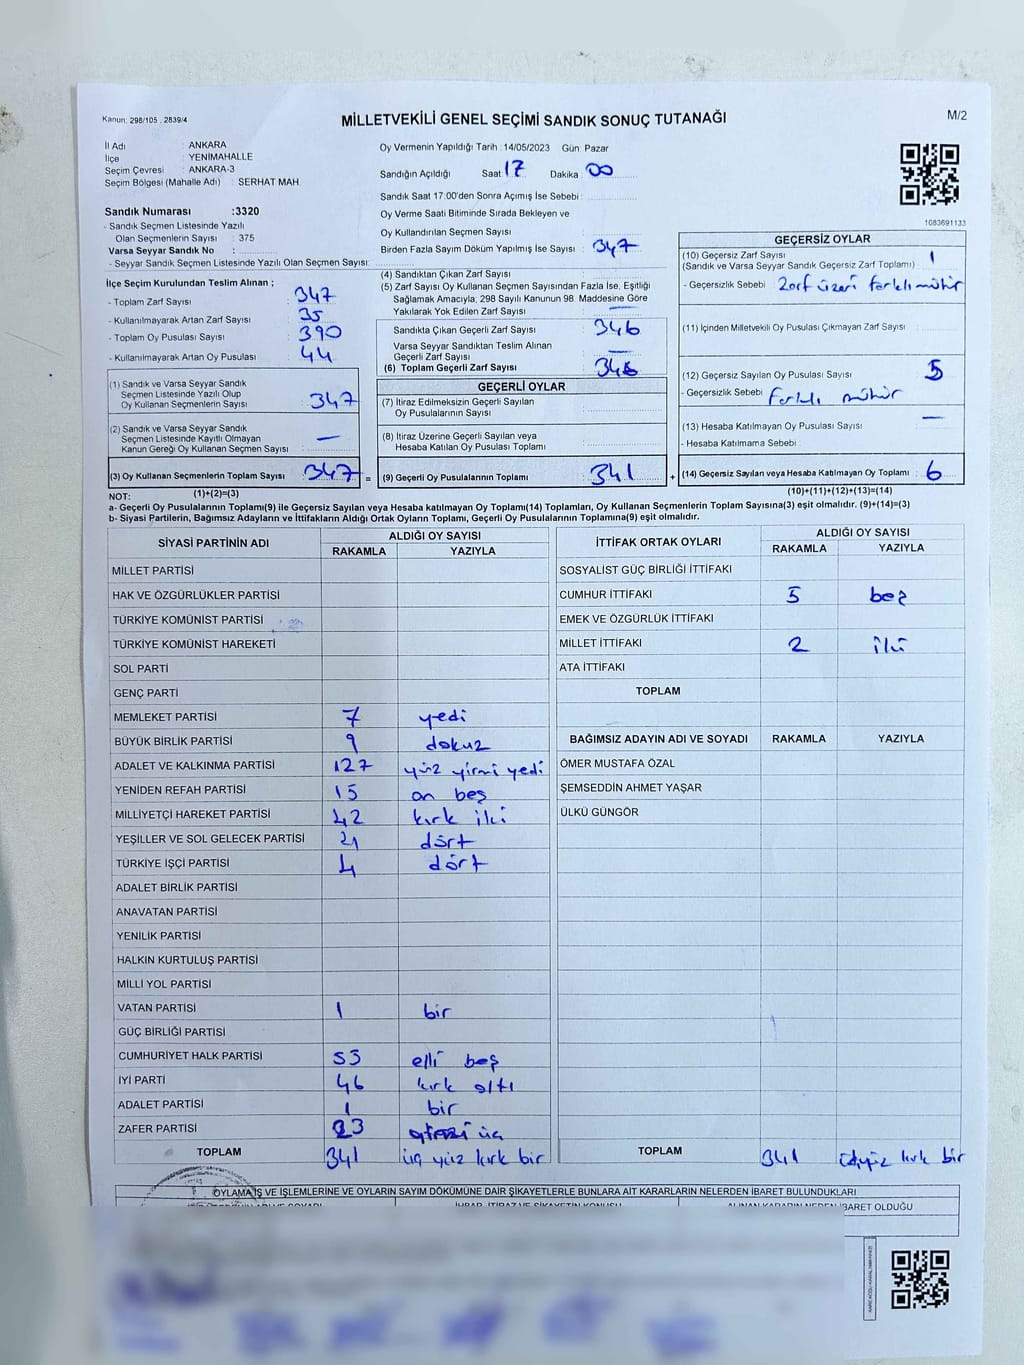 Kanun: 298/105 , 2839/4
MİLLETVEKİLİ GENEL SEÇİMİ SANDIK SONUÇ TUTANAĞI
M/2
İl Adı : ANKARA
İlçe YENİMAHALLE
Seçim Çevresi : ANKARA-3
Seçim Bölgesi (Mahalle Adı) : SERHAT MAH.
Sandık Numarası :3320
- Sandık Seçmen Listesinde Yazılı
Olan Seçmenlerin Sayısı : 375
Varsa Seyyar Sandık No :
- Seyyar Sandık Seçmen Listesinde Yazılı Olan Seçmen Sayısı:
Oy Vermenin Yapıldığı Tarih : 14/05/2023 Gün: Pazar
Sandığın Açıldığı Saat : 17 Dakika : 00
Sandık Saat 17:00'den Sonra Açımış İse Sebebi :
Oy Verme Saati Bitiminde Sırada Bekleyen ve
Oy Kullandırılan Seçmen Sayısı :
Birden Fazla Sayım Döküm Yapılmış İse Sayısı : 347
1083691133
İlçe Seçim Kurulundan Teslim Alınan ;
- Toplam Zarf Sayısı : 347
- Kullanılmayarak Artan Zarf Sayısı : 35
- Toplam Oy Pusulası Sayısı : 390
- Kullanılmayarak Artan Oy Pusulası : 44
(1) Sandık ve Varsa Seyyar Sandık
Seçmen Listesinde Yazılı Olup
Oy Kullanan Seçmenlerin Sayısı : 347
(2) Sandık ve Varsa Seyyar Sandık
Seçmen Listesinde Kayıtlı Olmayan
Kanun Gereği Oy Kullanan Seçmen Sayısı : —
(3) Oy Kullanan Seçmenlerin Toplam Sayısı : 347 =
(1)+(2)=(3)
(4) Sandıktan Çıkan Zarf Sayısı :
(5) Zarf Sayısı Oy Kullanan Seçmen Sayısından Fazla İse, Eşitliği
Sağlamak Amacıyla, 298 Sayılı Kanunun 98. Maddesine Göre
Yakılarak Yok Edilen Zarf Sayısı : —
Sandıkta Çıkan Geçerli Zarf Sayısı : 346
Varsa Seyyar Sandıktan Teslim Alınan
Geçerli Zarf Sayısı : —
(6) Toplam Geçerli Zarf Sayısı : 346
GEÇERLİ OYLAR
(7) İtiraz Edilmeksizin Geçerli Sayılan
Oy Pusulalarının Sayısı :
(8) İtiraz Üzerine Geçerli Sayılan veya
Hesaba Katılan Oy Pusulası Toplamı :
(9) Geçerli Oy Pusulalarının Toplamı : 341 +
GEÇERSİZ OYLAR
(10) Geçersiz Zarf Sayısı : 1
(Sandık ve Varsa Seyyar Sandık Geçersiz Zarf Toplamı)
- Geçersizlik Sebebi : Zarf üzeri farklı mühür
(11) İçinden Milletvekili Oy Pusulası Çıkmayan Zarf Sayısı :
(12) Geçersiz Sayılan Oy Pusulası Sayısı : 5
- Geçersizlik Sebebi : farklı mühür
(13) Hesaba Katılmayan Oy Pusulası Sayısı : —
- Hesaba Katılmama Sebebi :
(14) Geçersiz Sayılan veya Hesaba Katılmayan Oy Toplamı : 6
(10)+(11)+(12)+(13)=(14)
NOT:
a- Geçerli Oy Pusulalarının Toplamı(9) ile Geçersiz Sayılan veya Hesaba katılmayan Oy Toplamı(14) Toplamları, Oy Kullanan Seçmenlerin Toplam Sayısına(3) eşit olmalıdır. (9)+(14)=(3)
b- Siyasi Partilerin, Bağımsız Adayların ve İttifakların Aldığı Ortak Oyların Toplamı, Geçerli Oy Pusulalarının Toplamına(9) eşit olmalıdır.
SİYASİ PARTİNİN ADI ALDIĞI OY SAYISI
RAKAMLA YAZIYLA
MİLLET PARTİSİ
HAK VE ÖZGÜRLÜKLER PARTİSİ
TÜRKİYE KOMÜNİST PARTİSİ
TÜRKİYE KOMÜNİST HAREKETİ
SOL PARTİ
GENÇ PARTİ
MEMLEKET PARTİSİ 7 yedi
BÜYÜK BİRLİK PARTİSİ 9 dokuz
ADALET VE KALKINMA PARTİSİ 127 yüz yirmi yedi
YENİDEN REFAH PARTİSİ 15 on beş
MİLLİYETÇİ HAREKET PARTİSİ 42 kırk iki
YEŞİLLER VE SOL GELECEK PARTİSİ 4 dört
TÜRKİYE İŞÇİ PARTİSİ 4 dört
ADALET BİRLİK PARTİSİ
ANAVATAN PARTİSİ
YENİLİK PARTİSİ
HALKIN KURTULUŞ PARTİSİ
MİLLİ YOL PARTİSİ
VATAN PARTİSİ 1 bir
GÜÇ BİRLİĞİ PARTİSİ
CUMHURİYET HALK PARTİSİ 55 elli beş
İYİ PARTİ 46 kırk altı
ADALET PARTİSİ 1 bir
ZAFER PARTİSİ 23 üç
TOPLAM 341 üç yüz kırk bir
İTTİFAK ORTAK OYLARI ALDIĞI OY SAYISI
RAKAMLA YAZIYLA
SOSYALİST GÜÇ BİRLİĞİ İTTİFAKI
CUMHUR İTTİFAKI 5 beş
EMEK VE ÖZGÜRLÜK İTTİFAKI
MİLLET İTTİFAKI 2 iki
ATA İTTİFAKI
TOPLAM
BAĞIMSIZ ADAYIN ADI VE SOYADI RAKAMLA YAZIYLA
ÖMER MUSTAFA ÖZAL
ŞEMSEDDİN AHMET YAŞAR
ÜLKÜ GÜNGÖR
TOPLAM 341 üçyüz kırk bir
OYLAMA İŞ VE İŞLEMLERİNE VE OYLARIN SAYIM DÖKÜMÜNE DAİR ŞİKAYETLERLE BUNLARA AİT KARARLARIN NELERDEN İBARET BULUNDUKLARI
İHBAR, İTİRAZ VE ŞİKAYETİN KONUSU ALINAN KARARIN NEDEN İBARET OLDUĞU